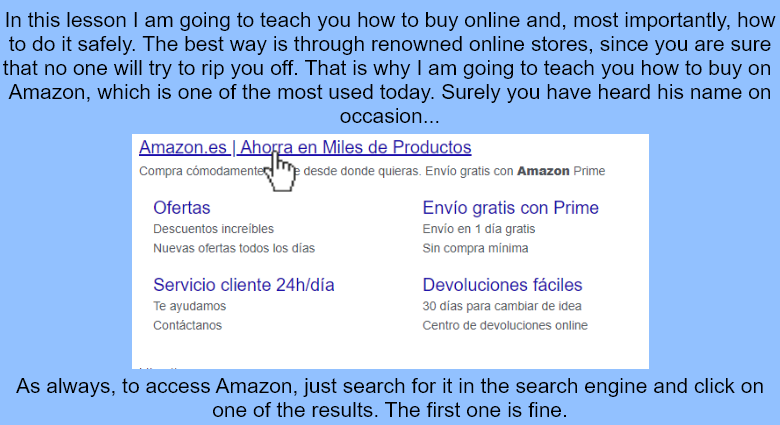 In this lesson I am going to teach you how to buy online and, most importantly, how
to do it safely. The best way is through renowned online stores, since you are sure
that no one will try to rip you off. That is why I am going to teach you how to buy on
Amazon, which is one of the most used today. Surely you have heard his name on
occasion...
Amazon.es | Ahorra en Miles de Productos
Compra cómodamente desde donde quieras. Envío gratis con Amazon Prime
Ofertas
Descuentos increíbles
Nuevas ofertas todos los días
Envío gratis con Prime
Envío en 1 día gratis
Sin compra mínima
Servicio cliente 24h/día
Te ayudamos
Contáctanos
Devoluciones fáciles
30 días para cambiar de idea
Centro de devoluciones online
As always, to access Amazon, just search for it in the search engine and click on
one of the results. The first one is fine.